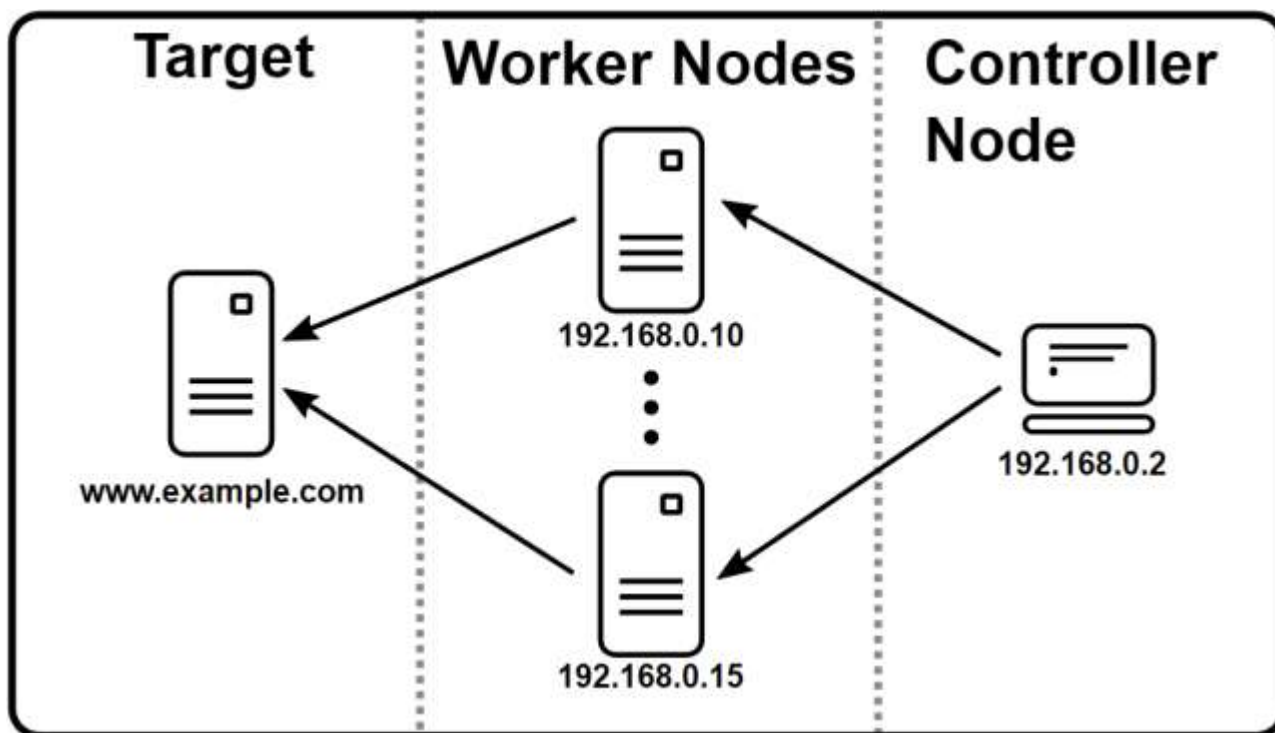 Target
Worker Nodes
Controller
Node
192.168.0.10
192.168.0.2
www.example.com
192.168.0.15